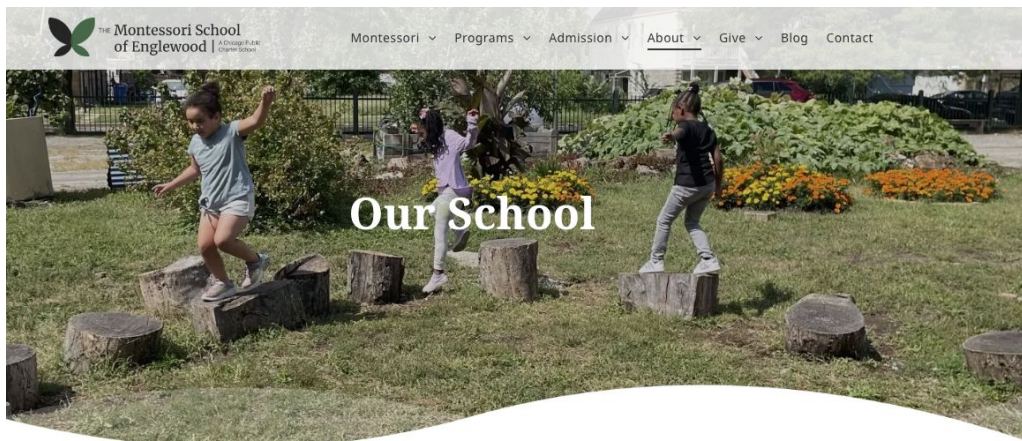 THE Montessori School
of Englewood | A Chicago Public
Charter School
Montessori Programs Admission About Give Blog Contact
Our School